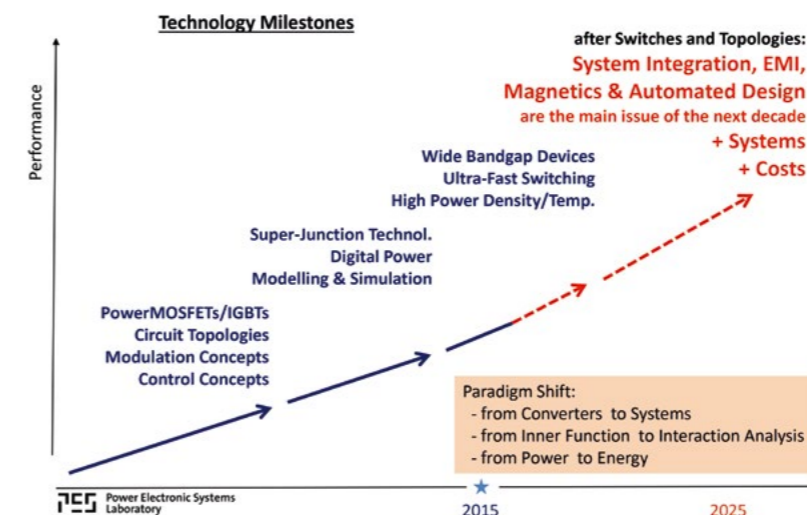 Technology Milestones
Performance
after Switches and Topologies:
System Integration, EMI,
Magnetics & Automated Design
are the main issue of the next decade
+ Systems
+ Costs
Wide Bandgap Devices
Ultra-Fast Switching
High Power Density/Temp.
Super-Junction Technol.
Digital Power
Modelling & Simulation
PowerMOSFETs/IGBTs
Circuit Topologies
Modulation Concepts
Control Concepts
Paradigm Shift:
- from Converters to Systems
- from Inner Function to Interaction Analysis
- from Power to Energy
PES Power Electronic Systems
Laboratory
2015
2025